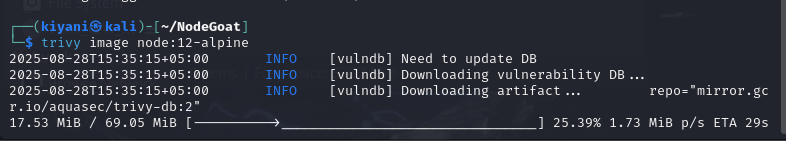 ┌──(kiyani㉿kali)-[~/NodeGoat]
└─$ trivy image node:12-alpine
2025-08-28T15:35:15+05:00       INFO    [vulndb] Need to update DB
2025-08-28T15:35:15+05:00       INFO    [vulndb] Downloading vulnerability DB...
2025-08-28T15:35:15+05:00       INFO    [vulndb] Downloading artifact...        repo="mirror.gc
r.io/aquasec/trivy-db:2"
17.53 MiB / 69.05 MiB [---------->______________________________] 25.39% 1.73 MiB p/s ETA 29s